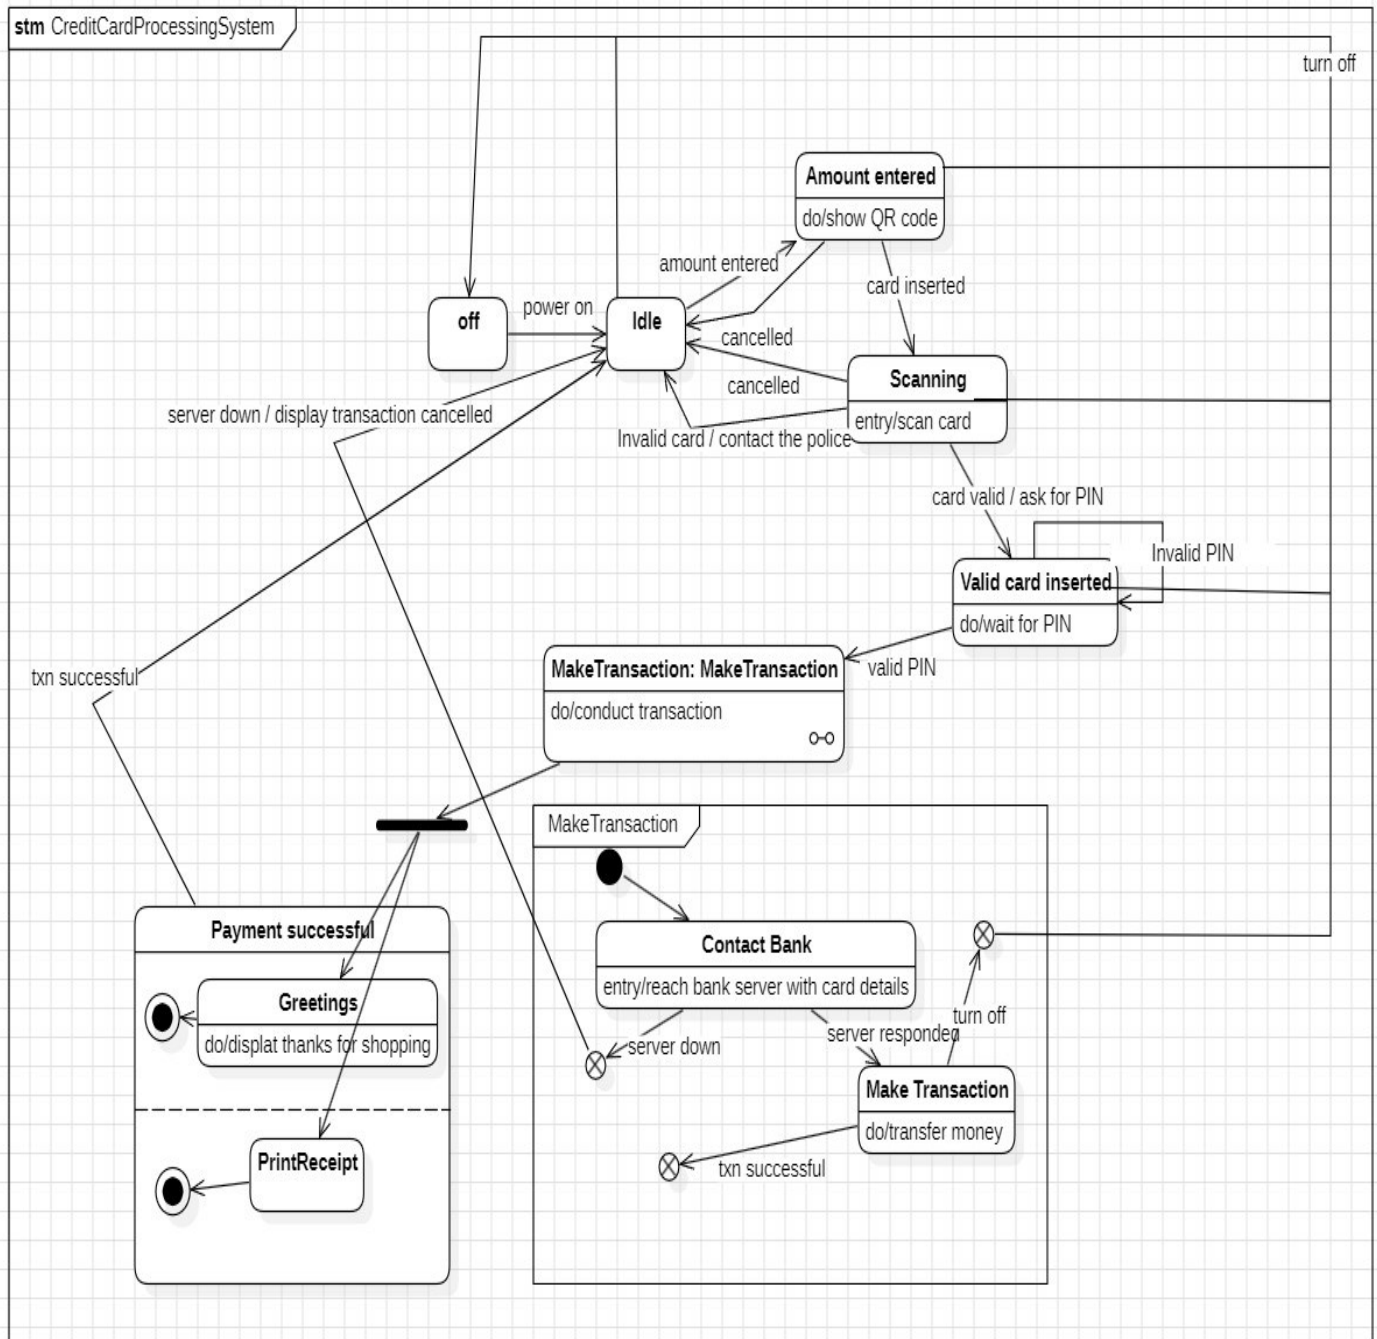 stm CreditCardProcessingSystem
turn off
Amount entered
do/show QR code
amount entered
card inserted
power on
off
Idle
cancelled
Scanning
cancelled
server down / display transaction cancelled
entry/scan card
Invalid card / contact the police
card valid / ask for PIN
Invalid PIN
Valid card inserted
do/wait for PIN
valid PIN
MakeTransaction: MakeTransaction
txn successful
do/conduct transaction
MakeTransaction
Payment successful
Contact Bank
entry/reach bank server with card details
Greetings
turn off
server responded
do/displat thanks for shopping
server down
Make Transaction
do/transfer money
PrintReceipt
txn successful